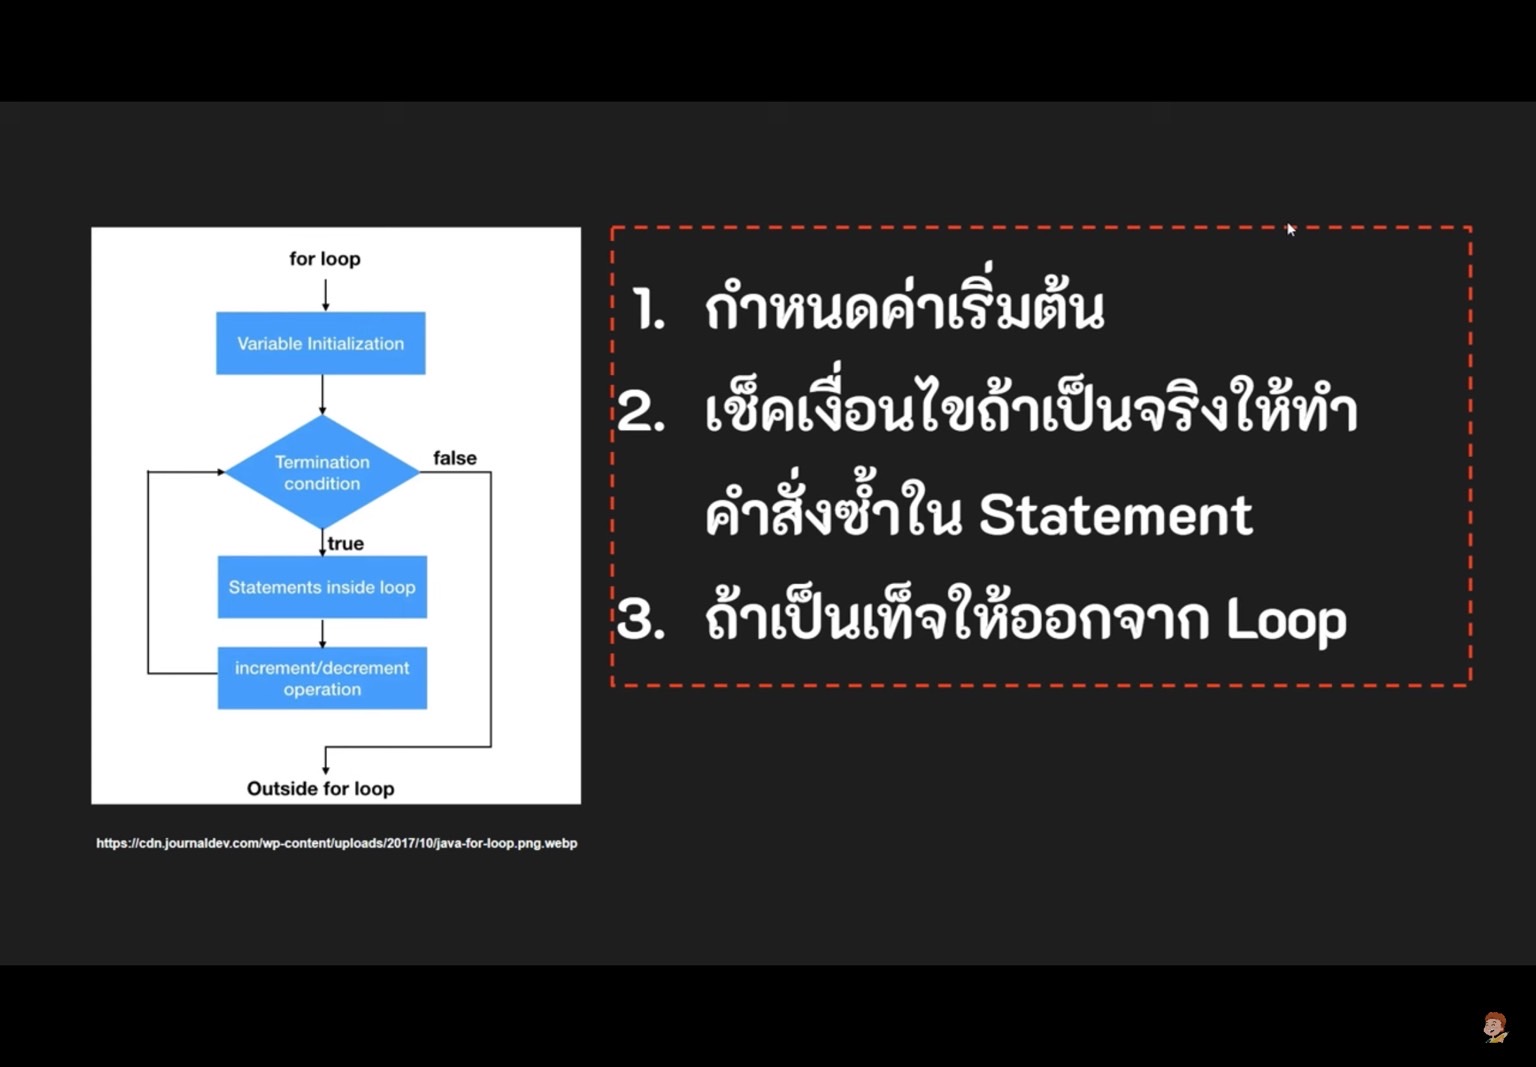 for loop
Variable Initialization
Termination
condition
false
true
Statements inside loop
increment/decrement
operation
Outside for loop
https://cdn.journaldev.com/wp-content/uploads/2017/10/java-for-loop.png.webp
1. กำหนดค่าเริ่มต้น
2. เช็คเงื่อนไขถ้าเป็นจริงให้ทำ
คำสั่งซ้ำใน Statement
3. ถ้าเป็นเท็จให้ออกจาก Loop